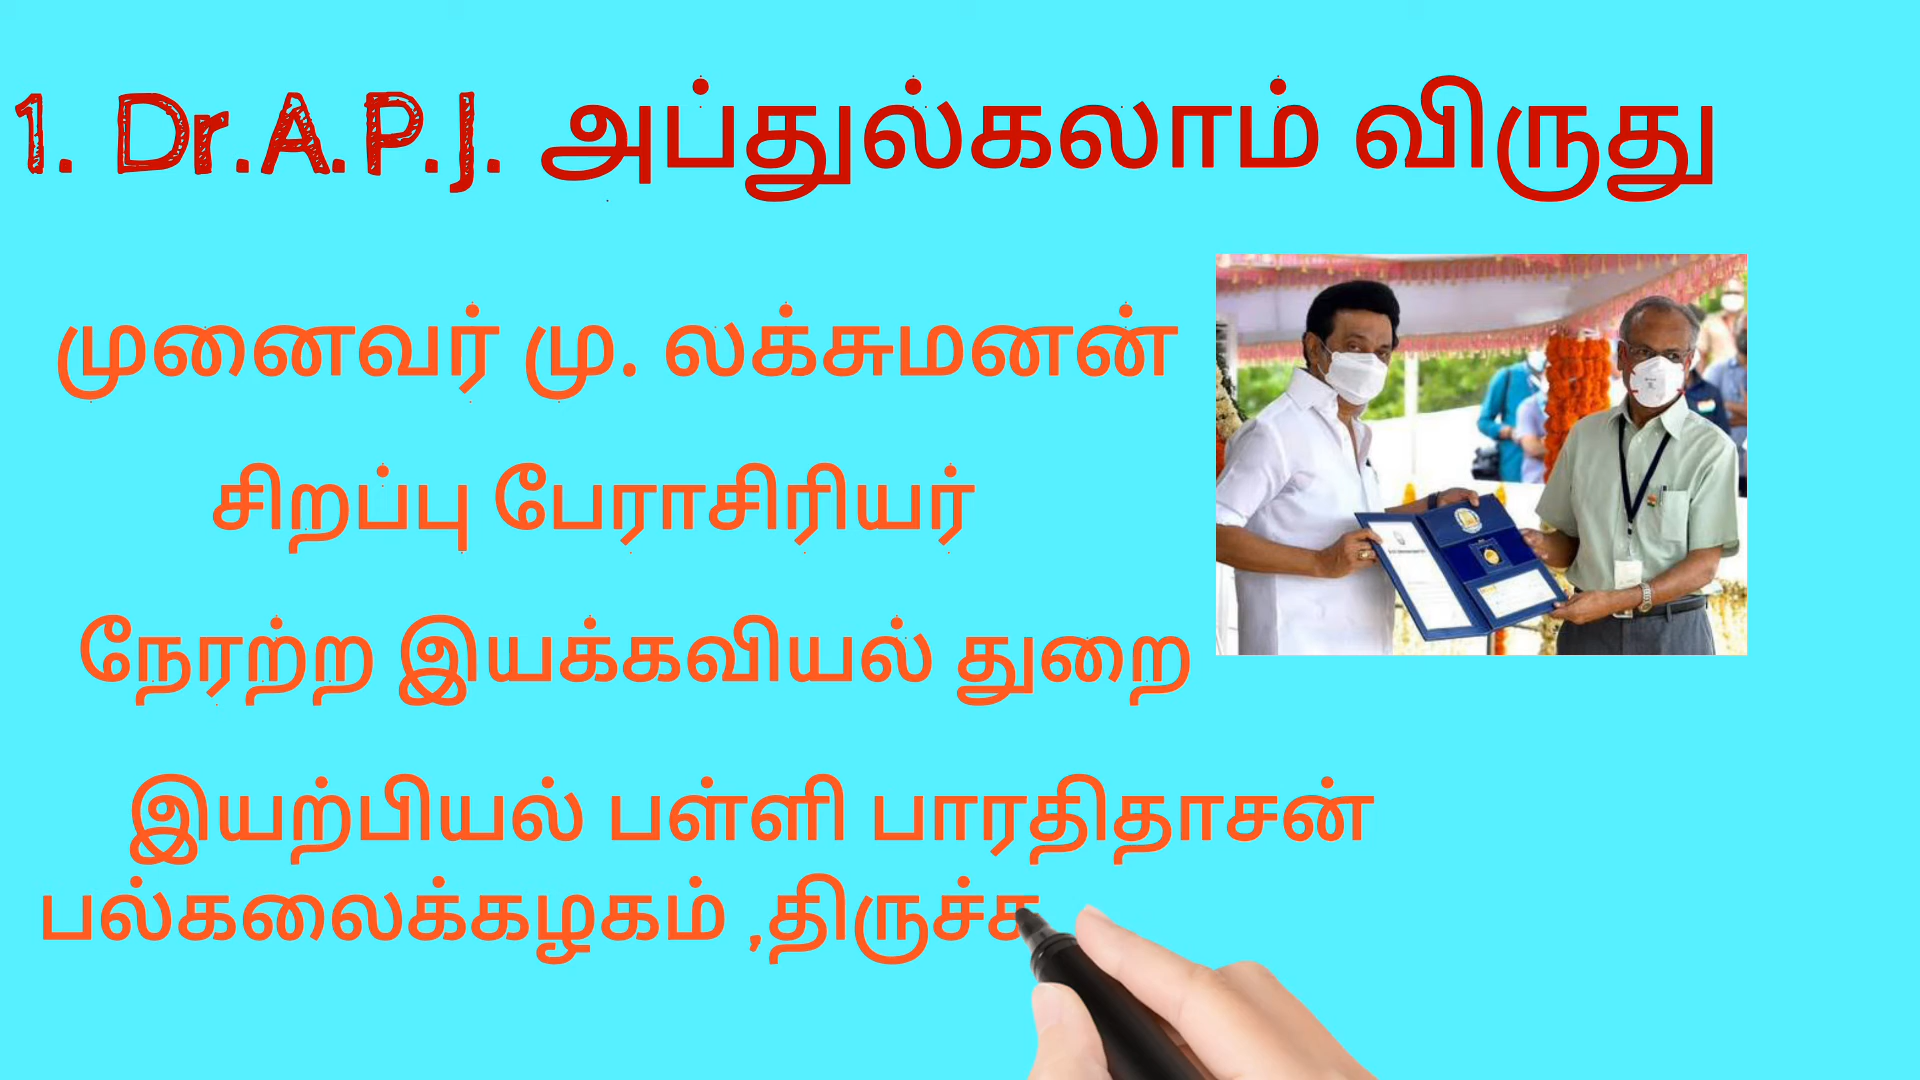 1. Dr.A.P.J. அப்துல்கலாம் விருது
முனைவர் மு. லக்சுமனன்
சிறப்பு பேராசிரியர்
நேரற்ற இயக்கவியல் துறை
இயற்பியல் பள்ளி பாரதிதாசன்
பல்கலைக்கழகம் ,திருச்ச